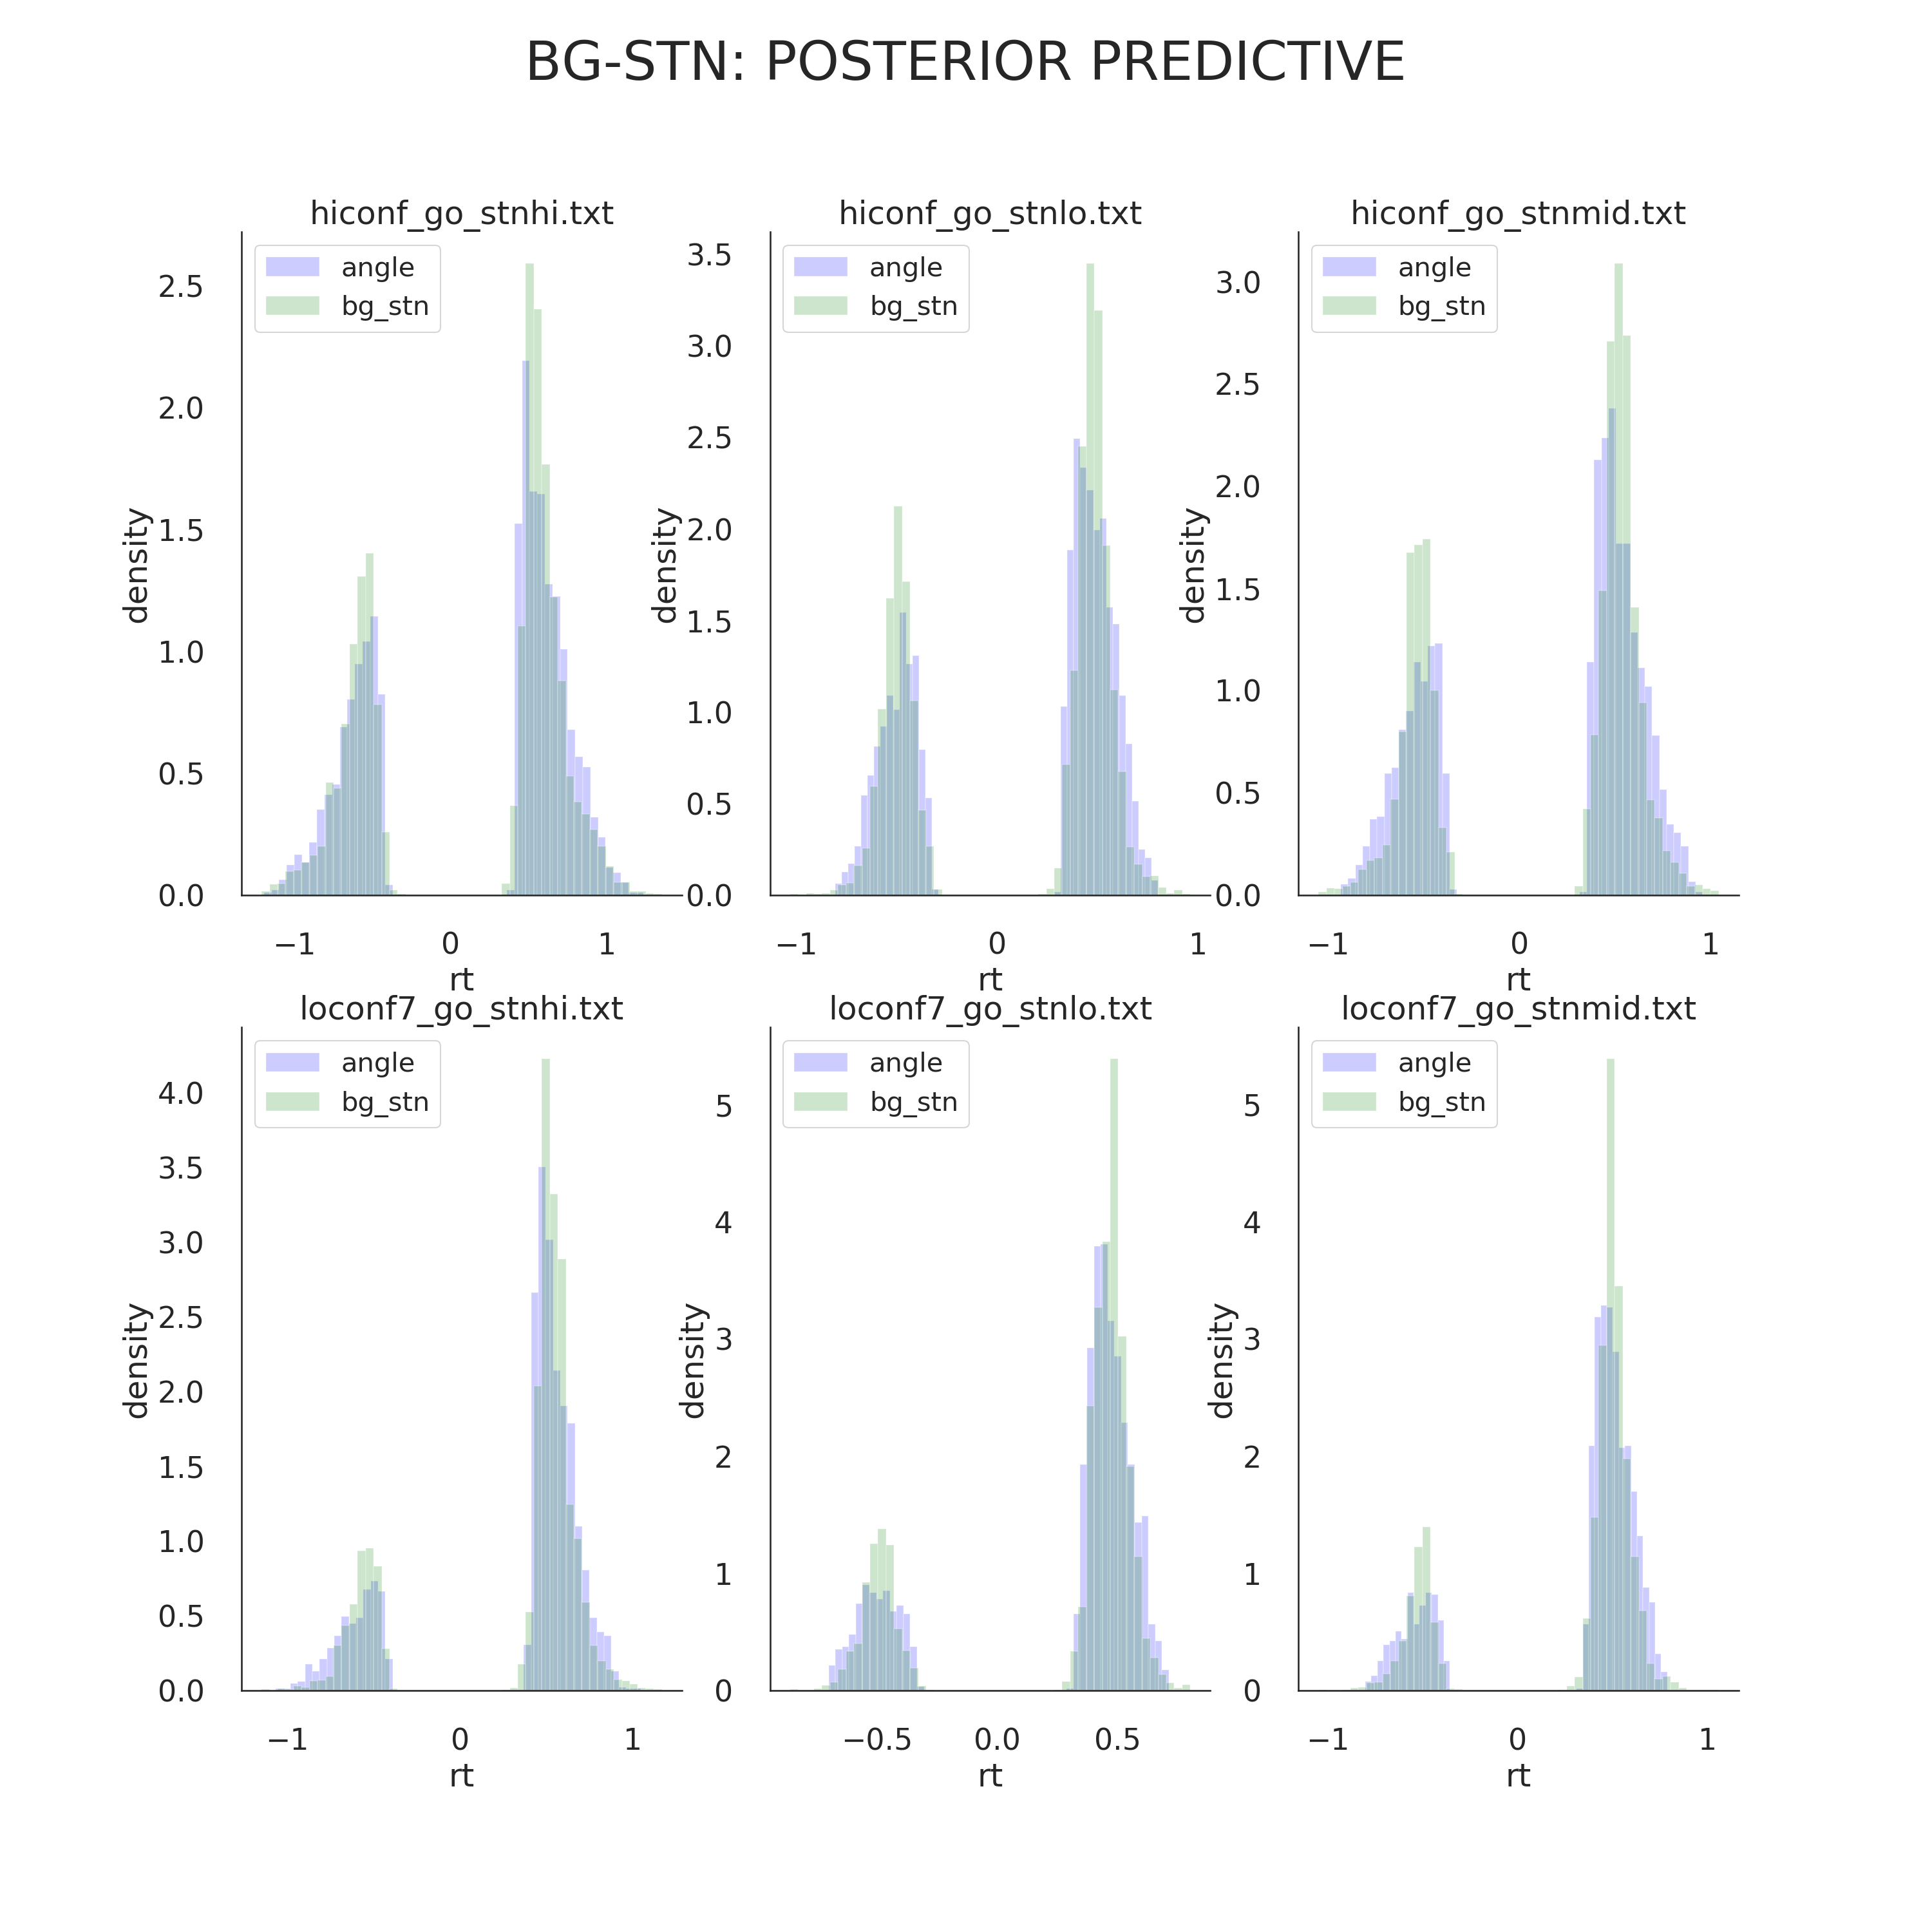 BG-STN: POSTERIOR PREDICTIVE
hiconf_go_stnhi.txt
angle
bg_stn
density
2.5
2.0
1.5
1.0
0.5
0.0
−1 0 1
rt
hiconf_go_stnlo.txt
angle
bg_stn
density
3.5
3.0
2.5
2.0
1.5
1.0
0.5
0.0
−1 0 1
rt
hiconf_go_stnmid.txt
angle
bg_stn
density
3.0
2.5
2.0
1.5
1.0
0.5
0.0
−1 0 1
rt
loconf7_go_stnhi.txt
angle
bg_stn
density
4.0
3.5
3.0
2.5
2.0
1.5
1.0
0.5
0.0
−1 0 1
rt
loconf7_go_stnlo.txt
angle
bg_stn
density
5
4
3
2
1
0
−0.5 0.0 0.5
rt
loconf7_go_stnmid.txt
angle
bg_stn
density
5
4
3
2
1
0
−1 0 1
rt